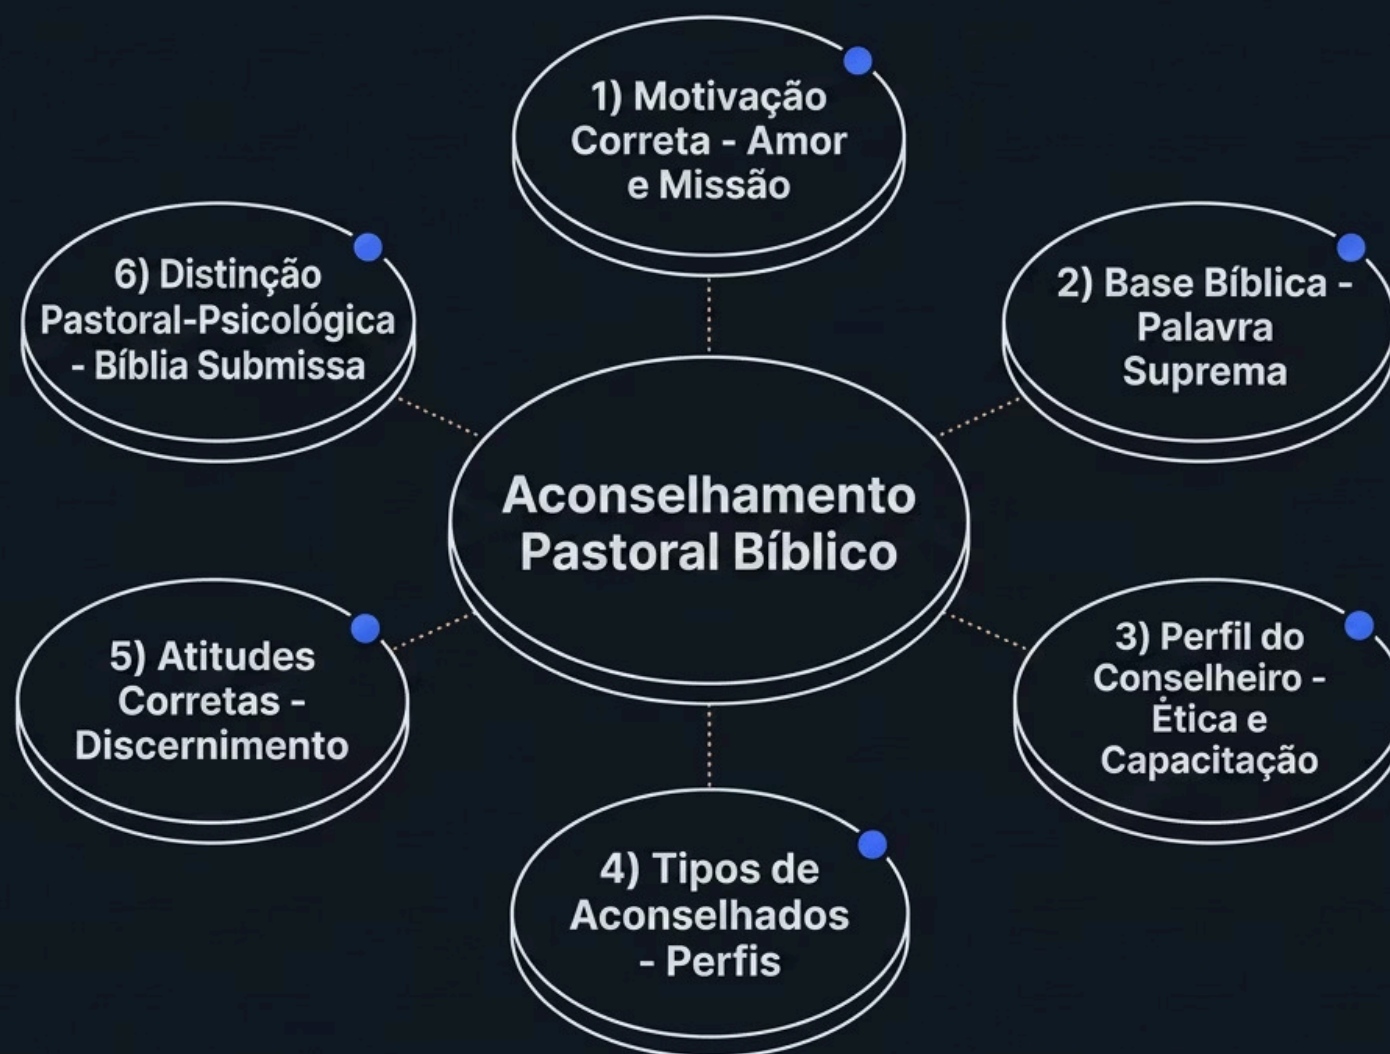 1) Motivação
Correta - Amor
e Missão
2) Base Bíblica -
Palavra
Suprema
3) Perfil do
Conselheiro -
Ética e
Capacitação
4) Tipos de
Aconselhados
- Perfis
5) Atitudes
Corretas -
Discernimento
6) Distinção
Pastoral-Psicológica
- Bíblia Submissa
Aconselhamento
Pastoral Bíblico